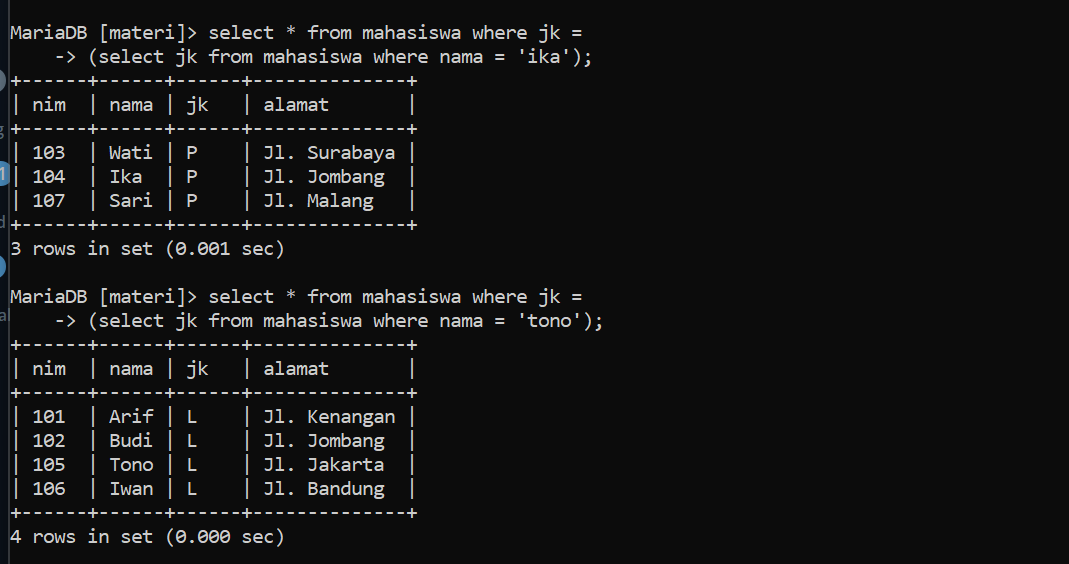 MariaDB [materi]> select * from mahasiswa where jk =
    -> (select jk from mahasiswa where nama = 'ika');
+------+------+------+--------------+
| nim  | nama | jk   | alamat       |
+------+------+------+--------------+
| 103  | Wati | P    | Jl. Surabaya |
| 104  | Ika  | P    | Jl. Jombang  |
| 107  | Sari | P    | Jl. Malang   |
+------+------+------+--------------+
3 rows in set (0.001 sec)

MariaDB [materi]> select * from mahasiswa where jk =
    -> (select jk from mahasiswa where nama = 'tono');
+------+------+------+--------------+
| nim  | nama | jk   | alamat       |
+------+------+------+--------------+
| 101  | Arif | L    | Jl. Kenangan |
| 102  | Budi | L    | Jl. Jombang  |
| 105  | Tono | L    | Jl. Jakarta  |
| 106  | Iwan | L    | Jl. Bandung  |
+------+------+------+--------------+
4 rows in set (0.000 sec)